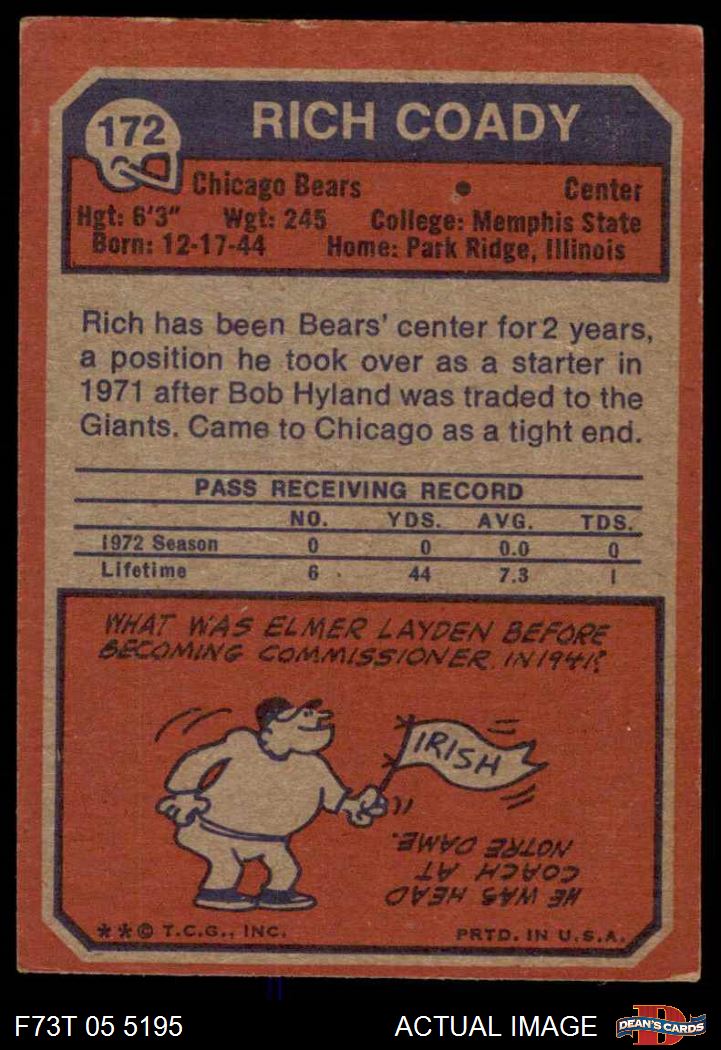 172
RICH COADY
Chicago Bears • Center
Hgt: 6'3" Wgt: 245 College: Memphis State
Born: 12-17-44 Home: Park Ridge, Illinois
Rich has been Bears' center for 2 years,
a position he took over as a starter in
1971 after Bob Hyland was traded to the
Giants. Came to Chicago as a tight end.
PASS RECEIVING RECORD
NO. YDS. AVG. TDS.
1972 Season 0 0 0.0 0
Lifetime 6 44 7.3 1
WHAT WAS ELMER LAYDEN BEFORE
BECOMING COMMISSIONER IN 1941?
IRISH
HE WAS HEAD
COACH AT
NOTRE DAME.
**© T.C.G., INC. PRTD. IN U.S.A.
F73T 05 5195 ACTUAL IMAGE
D
DEAN'S CARDS